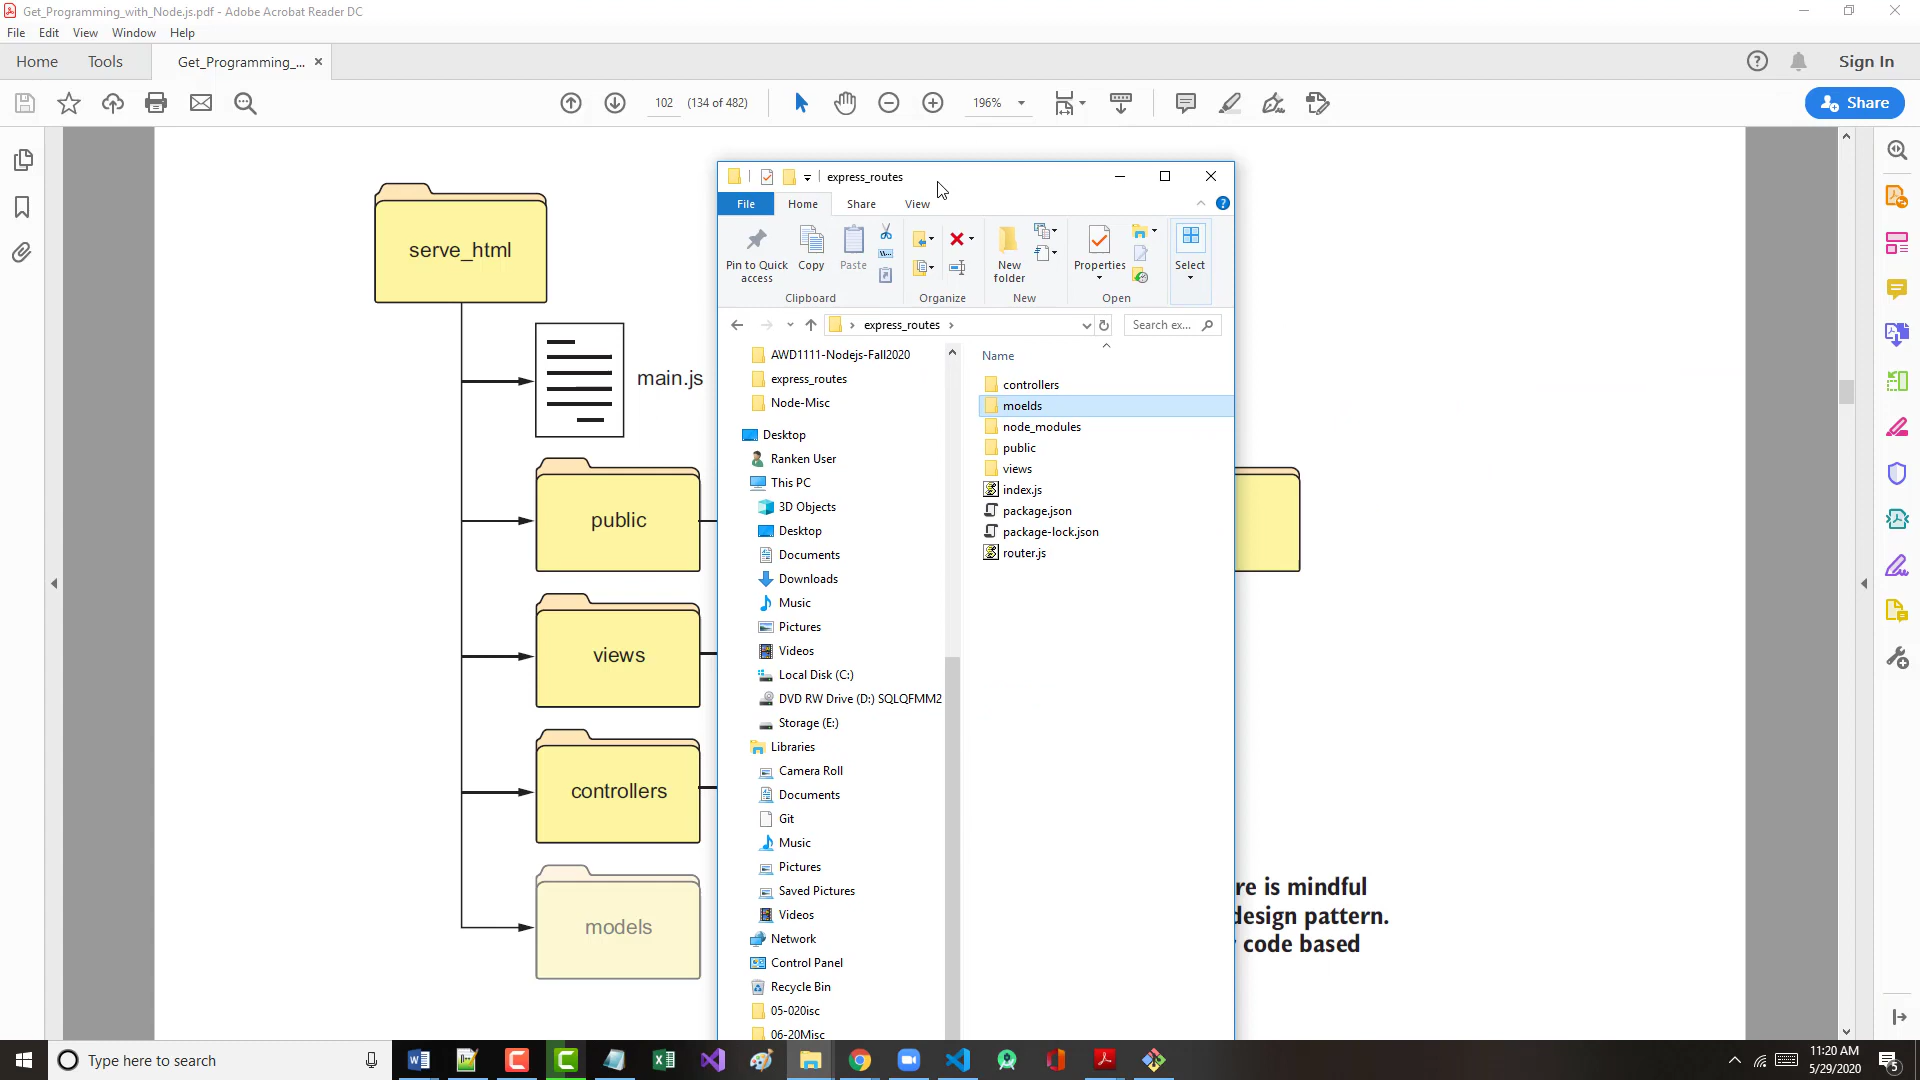 Get_Programming_with_Node.js.pdf - Adobe Acrobat Reader DC
File Edit View Window Help
Home Tools Get_Programming_... × Sign In
102 (134 of 482) 196% Share
serve_html
main.js
public
views
controllers
models
express_routes
File Home Share View
Pin to Quick access Copy Paste New folder Properties Select
Clipboard Organize New Open
express_routes Search ex...
AWD1111-Nodejs-Fall2020
express_routes
Node-Misc
Desktop
Ranken User
This PC
3D Objects
Desktop
Documents
Downloads
Music
Pictures
Videos
Local Disk (C:)
DVD RW Drive (D:) SQLQFMM2
Storage (E:)
Libraries
Camera Roll
Documents
Git
Music
Pictures
Saved Pictures
Videos
Network
Control Panel
Recycle Bin
05-020isc
06-20Misc
Name
controllers
moelds
node_modules
public
views
index.js
package.json
package-lock.json
router.js
re is mindful
design pattern.
code based
Type here to search
11:20 AM
5/29/2020
5